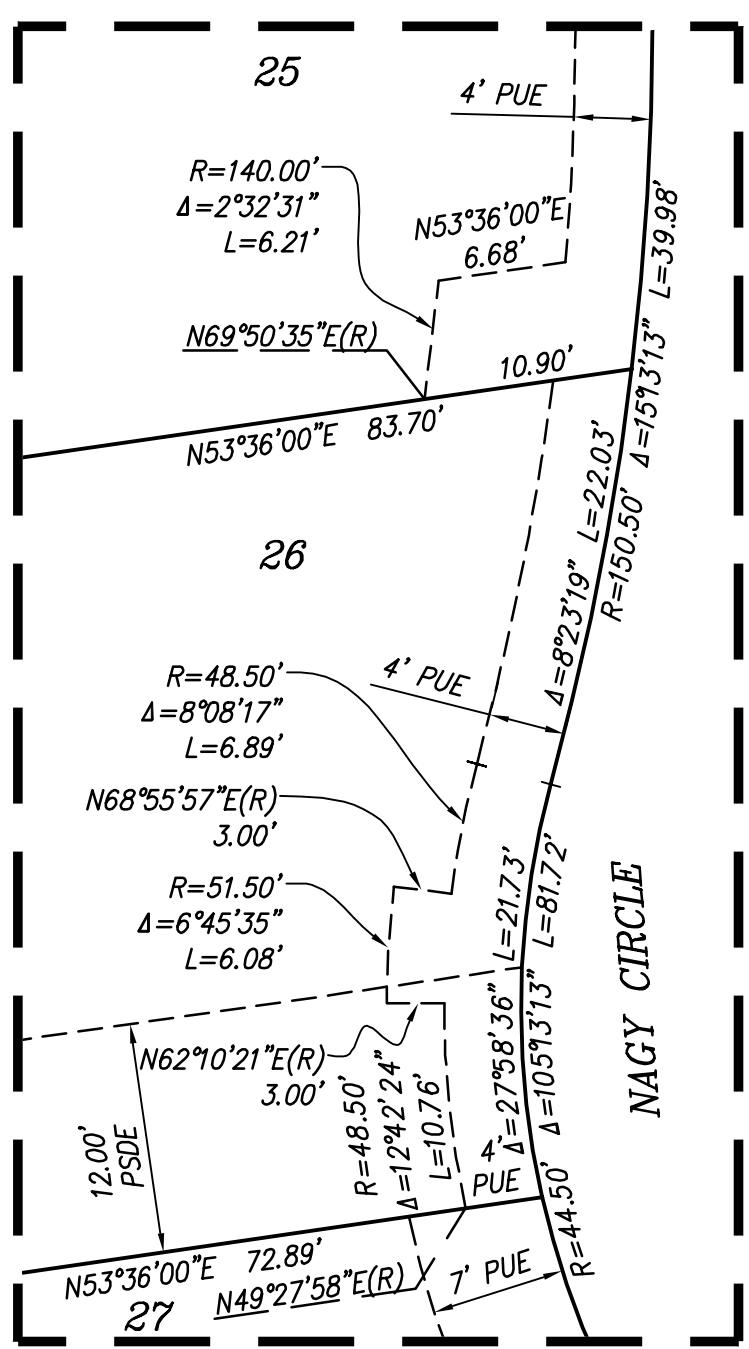 25
4' PUE
R=140.00'
Δ=2°32'31"
L=6.21'
N53°36'00"E
6.68'
L=39.98'
N69°50'35"E(R)
10.90'
Δ=15°13'13"
N53°36'00"E 83.70'
L=22.03'
R=150.50'
26
Δ=8°23'19"
4' PUE
R=48.50'
Δ=8°08'17"
L=6.89'
N68°55'57"E(R)
3.00'
L=21.73'
L=81.72'
R=51.50'
Δ=6°45'35"
L=6.08'
NAGY CIRCLE
Δ=27°58'36"
Δ=105°13'13"
N62°10'21"E(R)
3.00'
R=48.50'
Δ=12°42'24"
L=10.76'
12.00'
PSDE
4'
PUE
R=44.50'
N53°36'00"E 72.89'
N49°27'58"E(R)
7' PUE
27